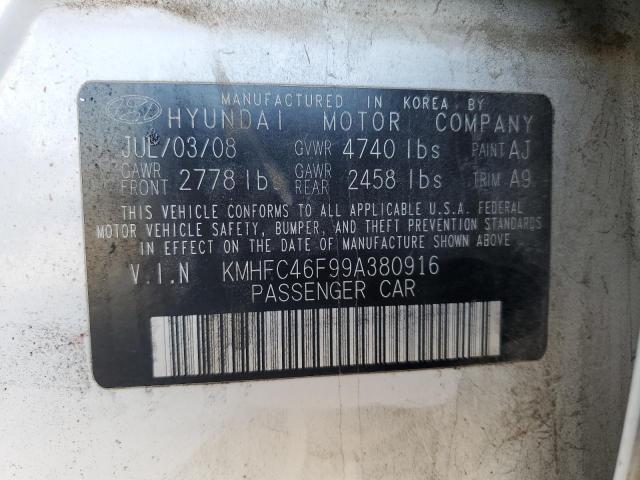 MANUFACTURED IN KOREA BY
HYUNDAI MOTOR COMPANY
JUL/03/08 GVWR 4740 lbs PAINT AJ
GAWR FRONT 2778 lbs GAWR REAR 2458 lbs TRIM A9
THIS VEHICLE CONFORMS TO ALL APPLICABLE U.S.A. FEDERAL
MOTOR VEHICLE SAFETY, BUMPER, AND THEFT PREVENTION STANDARDS
IN EFFECT ON THE DATE OF MANUFACTURE SHOWN ABOVE.
V.I.N KMHFC46F99A380916
PASSENGER CAR